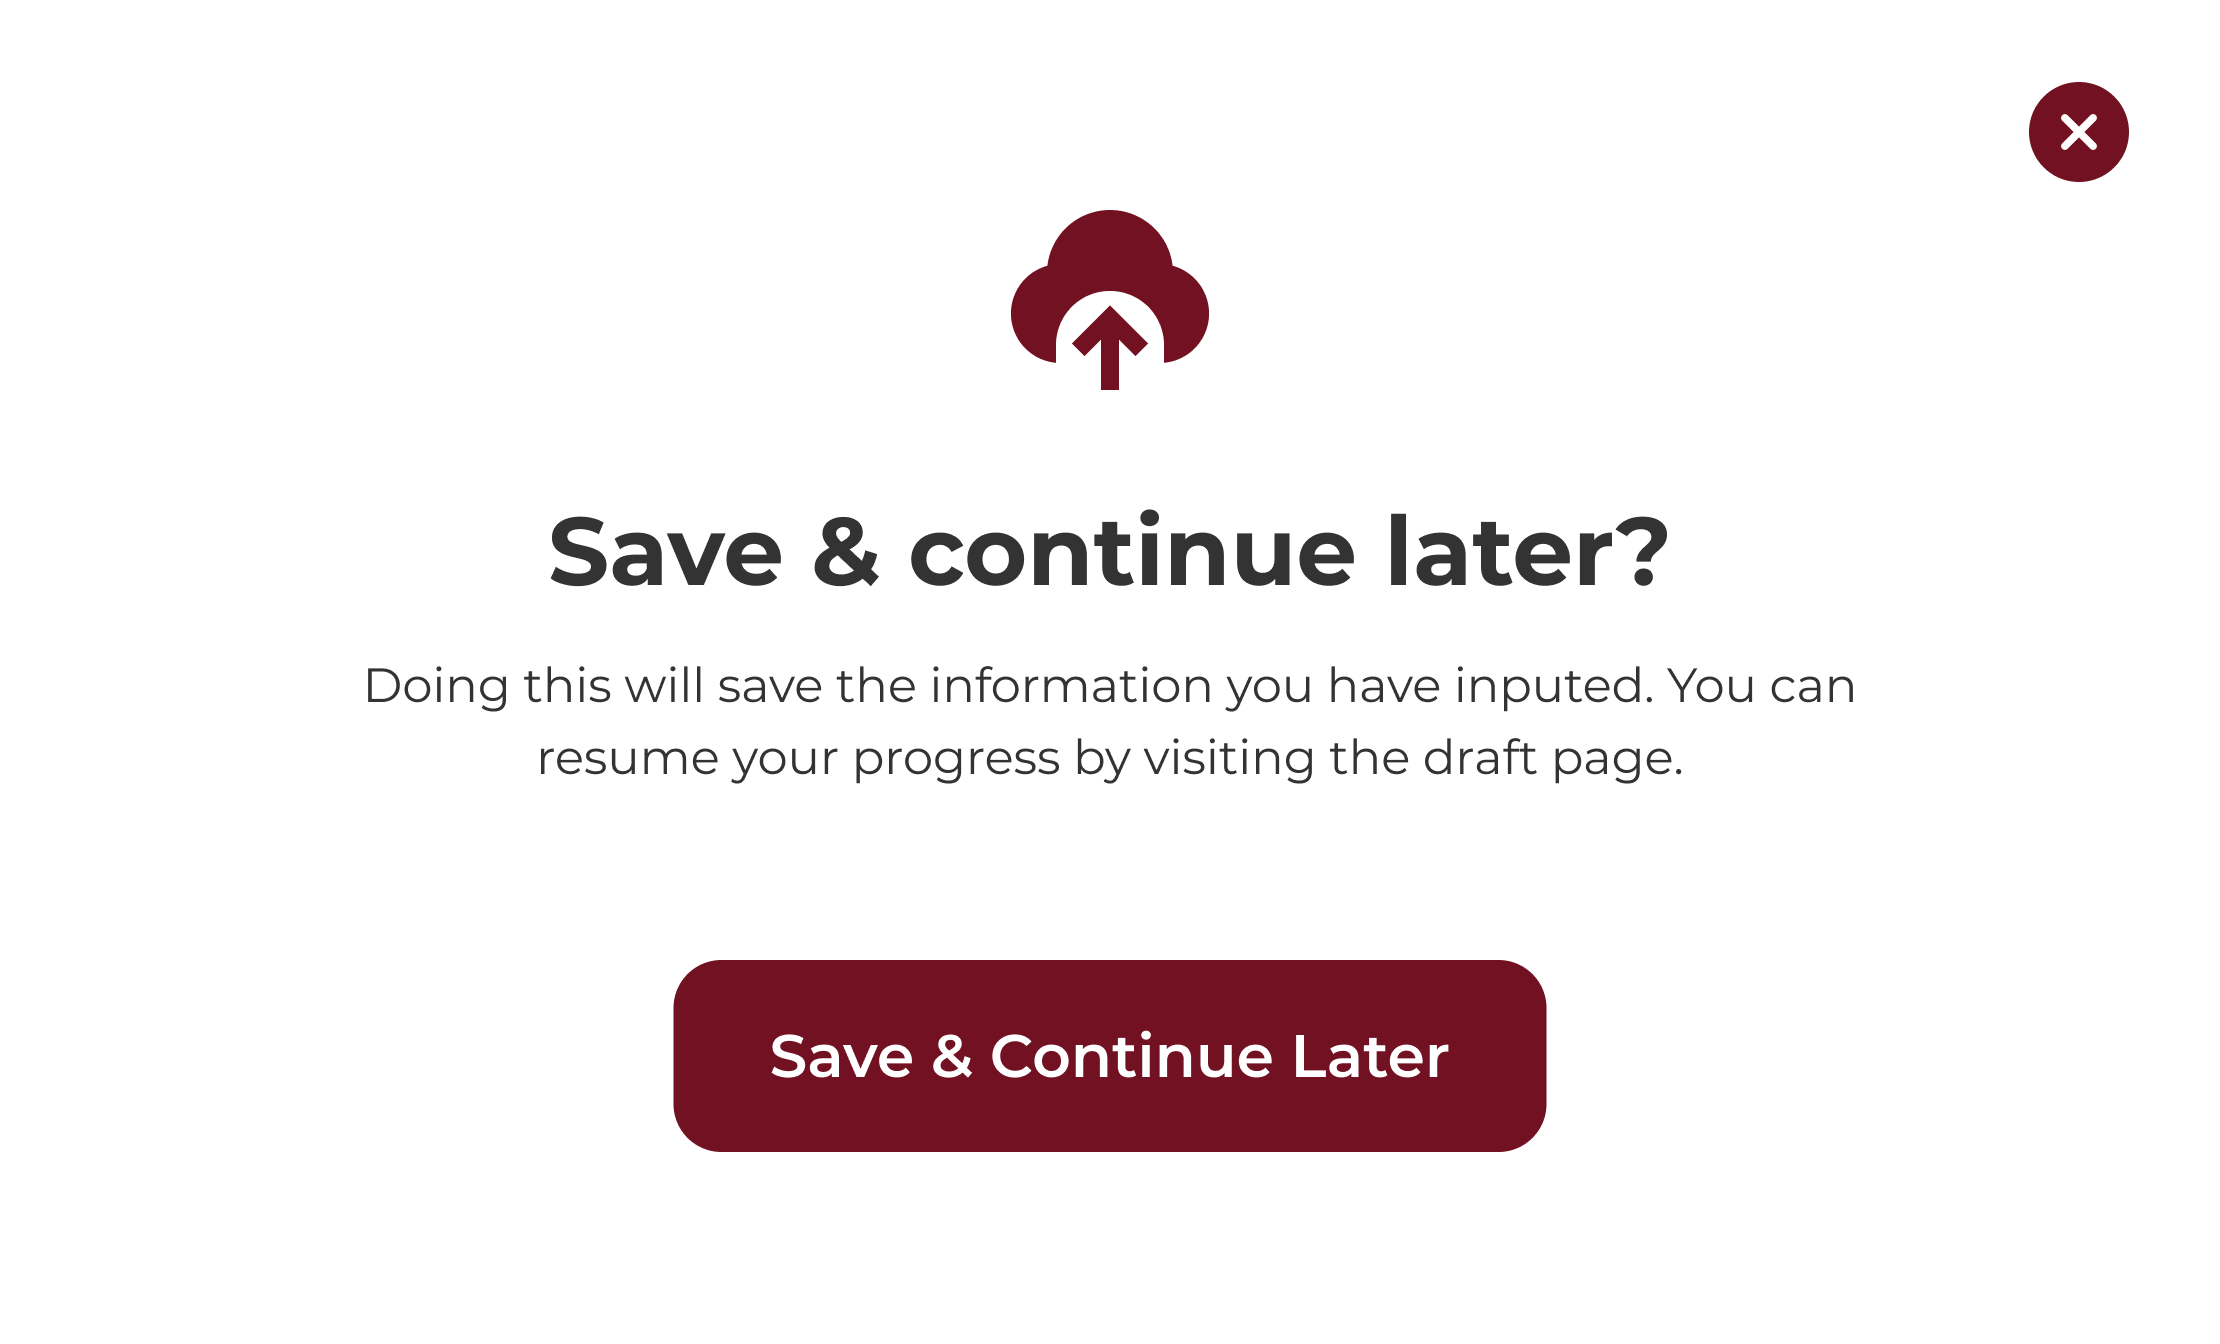 Save & continue later?
Doing this will save the information you have inputed. You can
resume your progress by visiting the draft page.
Save & Continue Later